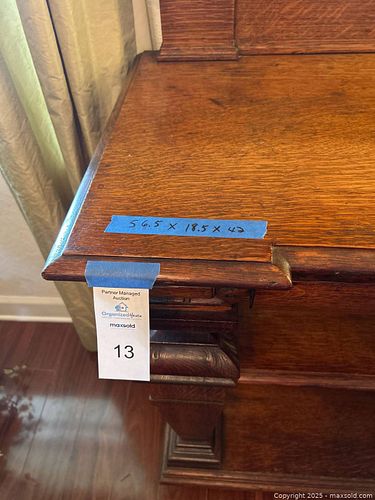 56.5 x 18.5 x 42
Partner Managed
Auction
maxsold
13
Copyright 2025 - maxsold.com